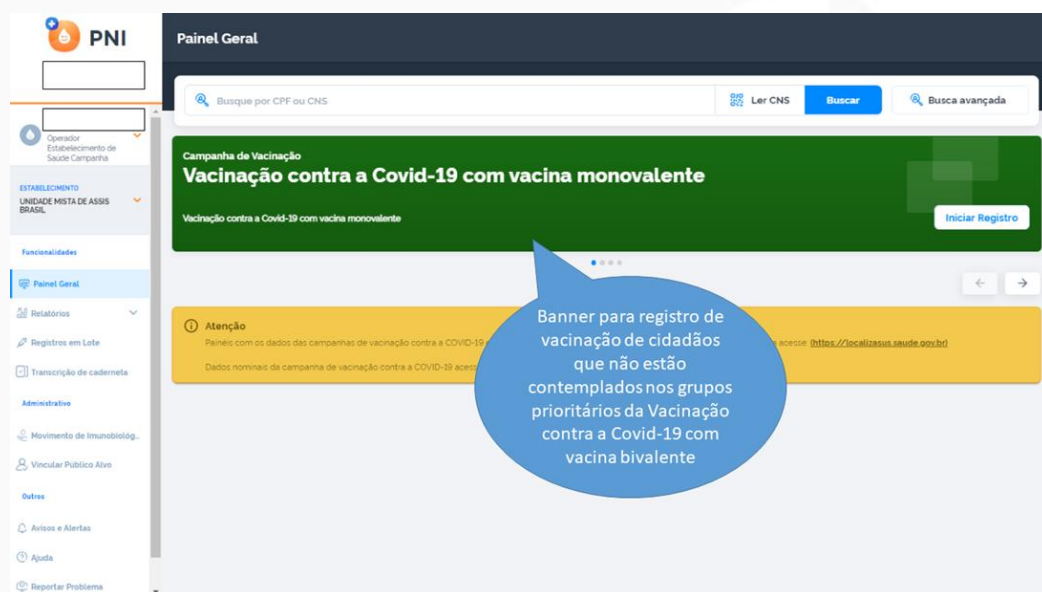 PNI
Painel Geral
Busque por CPF ou CNS
Ler CNS
Buscar
Busca avançada
Operador
Estabelecimento de
Saúde Campanha
ESTABELECIMENTO
UNIDADE MISTA DE ASSIS
BRASIL
Funcionalidades
Painel Geral
Relatórios
Registros em Lote
Transcrição de caderneta
Administrativo
Movimento de Imunobiológ...
Vincular Público Alvo
Outros
Avisos e Alertas
Ajuda
Reportar Problema
Campanha de Vacinação
Vacinação contra a Covid-19 com vacina monovalente
Vacinação contra a Covid-19 com vacina monovalente
Iniciar Registro
Atenção
Painéis com os dados das campanhas de vacinação contra a COVID-19
acesse: (https://localizasus.saude.gov.br)
Dados nominais da campanha de vacinação contra a COVID-19
Banner para registro de
vacinação de cidadãos
que não estão
contemplados nos grupos
prioritários da Vacinação
contra a Covid-19 com
vacina bivalente